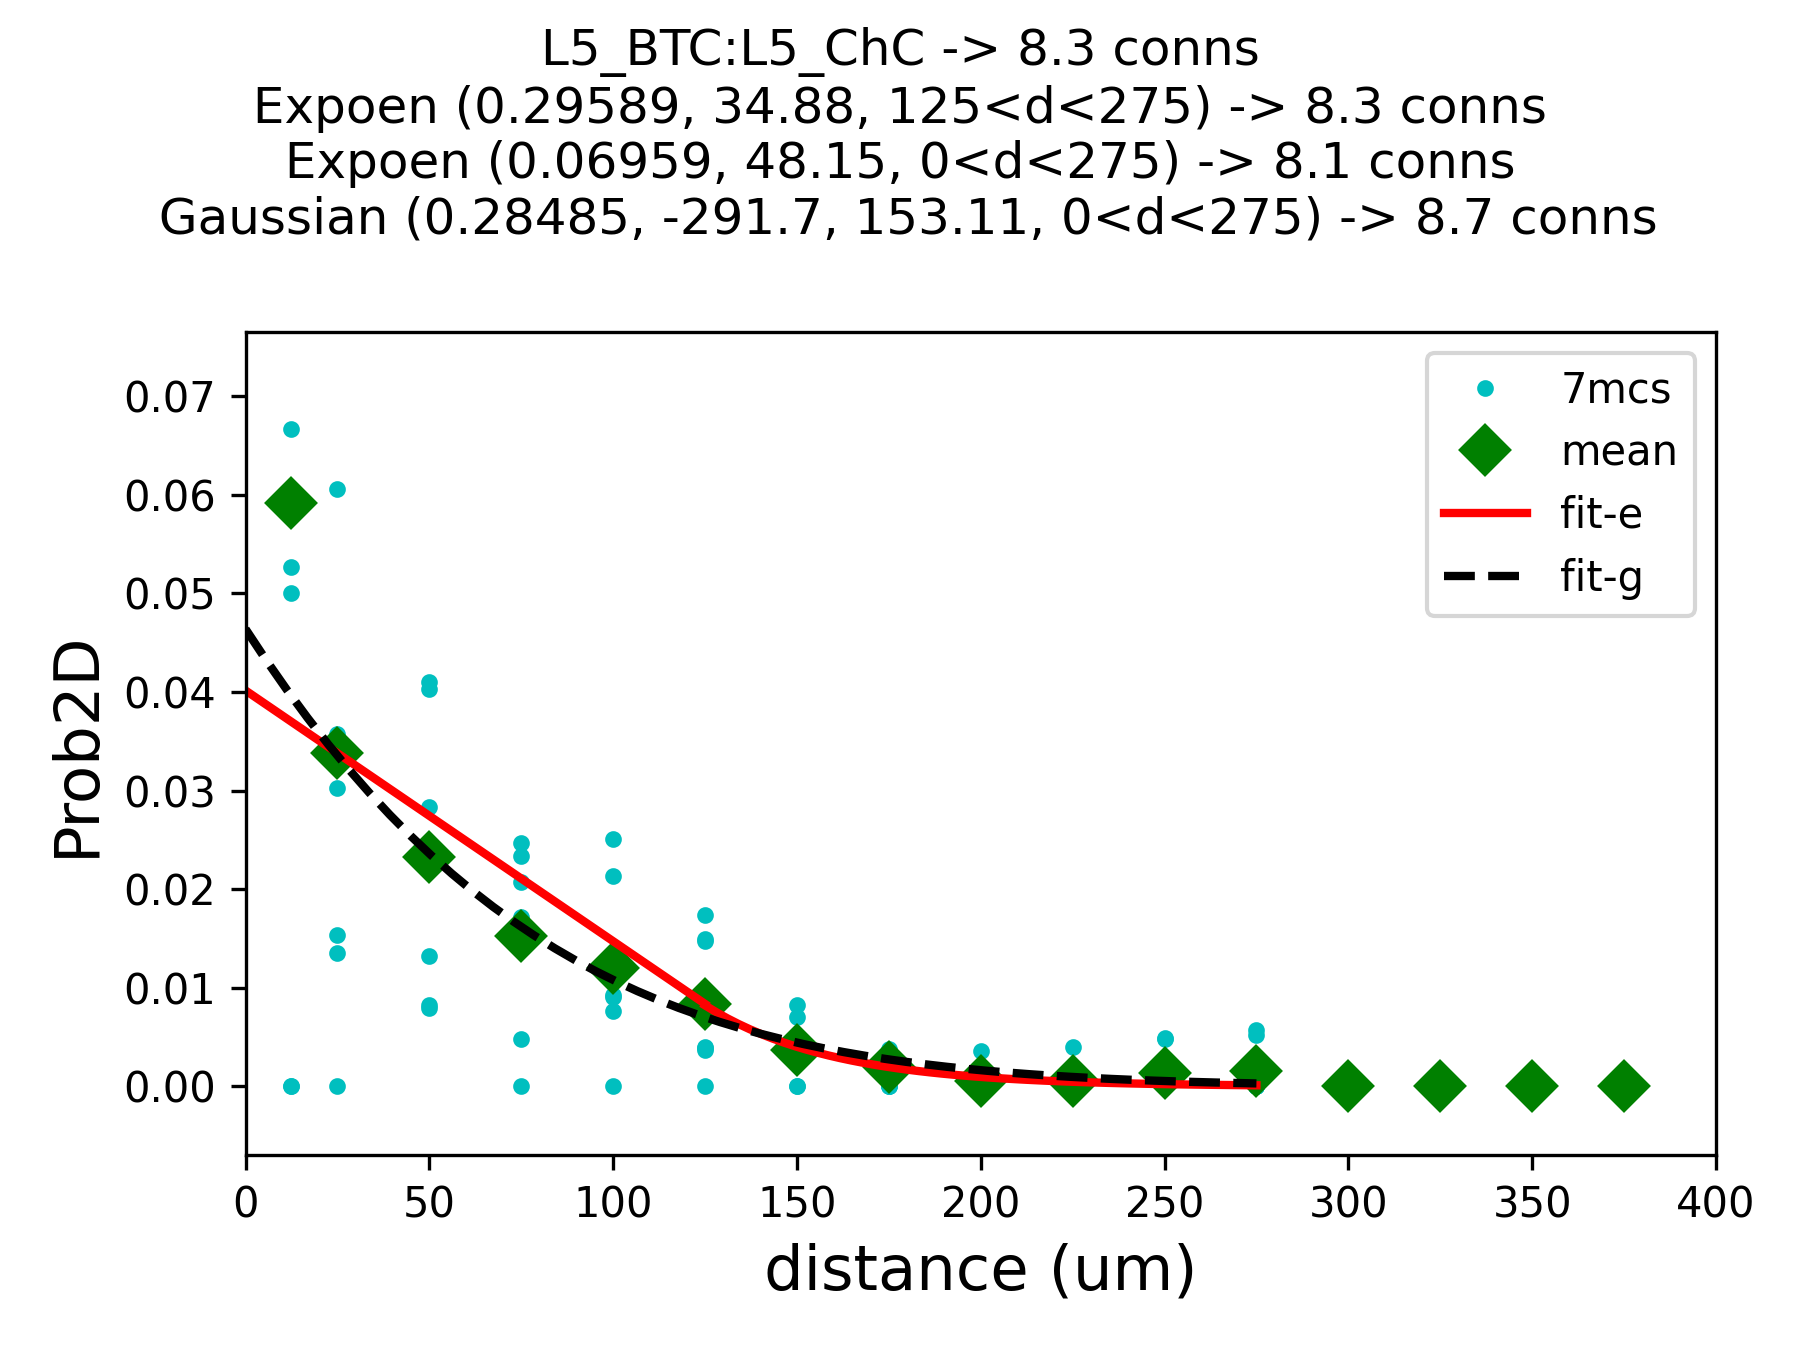 L5_BTC:L5_ChC -> 8.3 conns
Expoen (0.29589, 34.88, 125<d<275) -> 8.3 conns
Expoen (0.06959, 48.15, 0<d<275) -> 8.1 conns
Gaussian (0.28485, -291.7, 153.11, 0<d<275) -> 8.7 conns
7mcs
mean
fit-e
fit-g
0.07
0.06
0.05
0.04
0.03
0.02
0.01
0.00
Prob2D
0 50 100 150 200 250 300 350 400
distance (um)